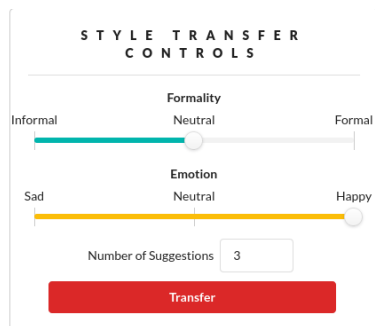 STYLE TRANSFER
CONTROLS
Formality
Informal Neutral Formal
Emotion
Sad Neutral Happy
Number of Suggestions 3
Transfer